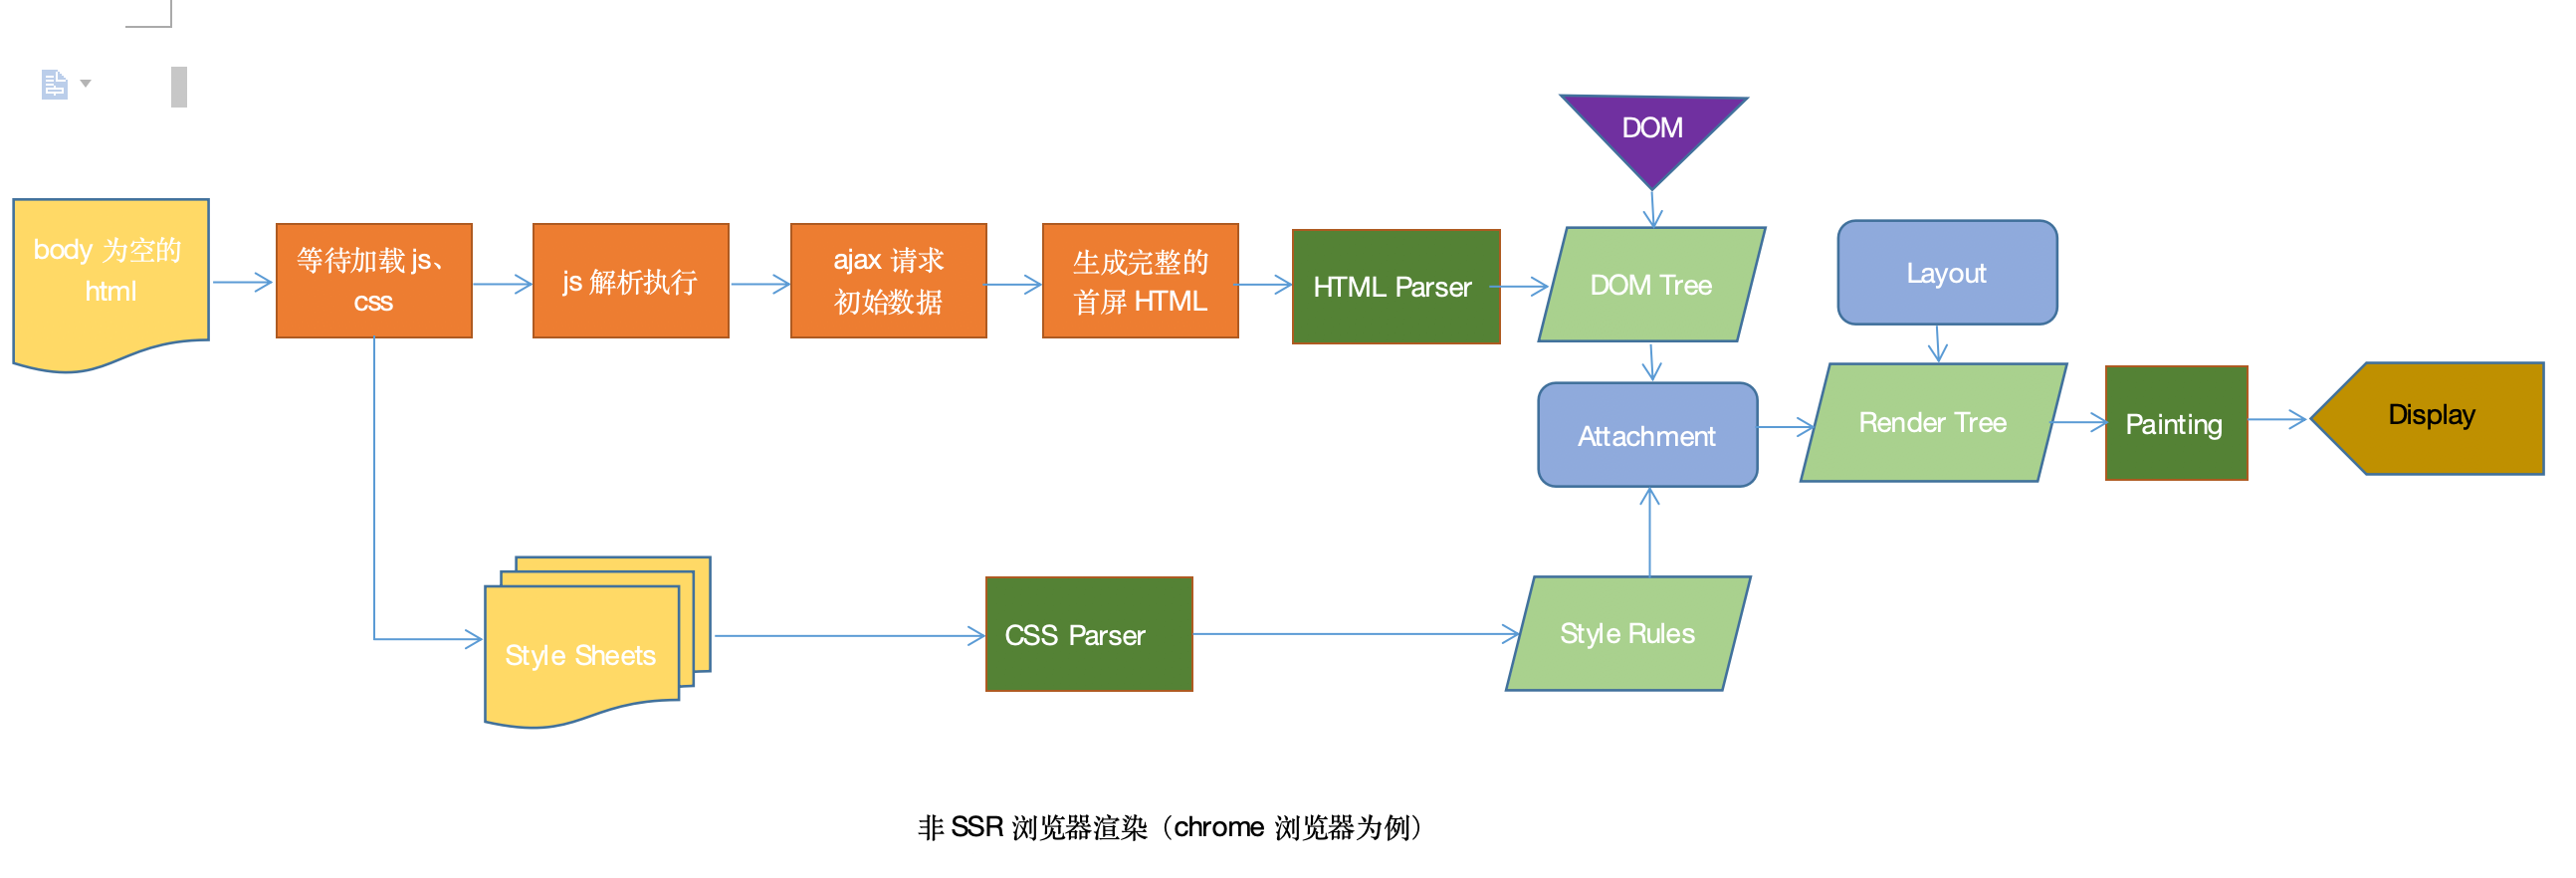 DOM
body 为空的
html
等待加载 js、
css
js 解析执行
ajax 请求
初始数据
生成完整的
首屏 HTML
HTML Parser
DOM Tree
Layout
Attachment
Render Tree
Painting
Display
Style Sheets
CSS Parser
Style Rules
非 SSR 浏览器渲染（chrome 浏览器为例）